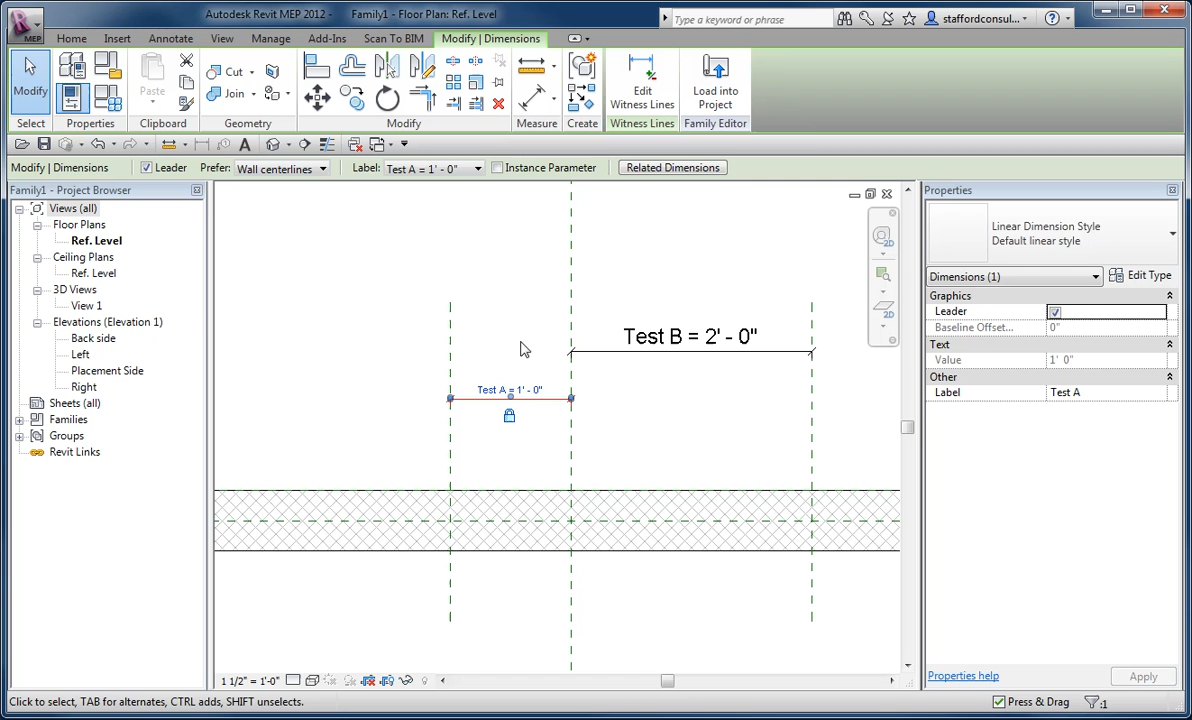 Autodesk Revit MEP 2012 - Family1 - Floor Plan: Ref. Level
Type a keyword or phrase
staffordconsul...
MEP
Home Insert Annotate View Manage Add-Ins Scan To BIM Modify | Dimensions
Modify
Paste
Cut
Join
Edit
Witness Lines
Load into
Project
Select Properties Clipboard Geometry Modify Measure Create Witness Lines Family Editor
Modify | Dimensions Leader Prefer: Wall centerlines Label: Test A = 1' - 0" Instance Parameter Related Dimensions
Family1 - Project Browser
Views (all)
Floor Plans
Ref. Level
Ceiling Plans
Ref. Level
3D Views
View 1
Elevations (Elevation 1)
Back side
Left
Placement Side
Right
Sheets (all)
Families
Groups
Revit Links
2D
2D
Test B = 2' - 0"
Test A = 1' - 0"
Properties
Linear Dimension Style
Default linear style
Dimensions (1) Edit Type
Graphics
Leader
Baseline Offset... 0"
Text
Value 1' 0"
Other
Label Test A
Properties help Apply
1 1/2" = 1'-0"
Click to select, TAB for alternates, CTRL adds, SHIFT unselects. Press & Drag :1